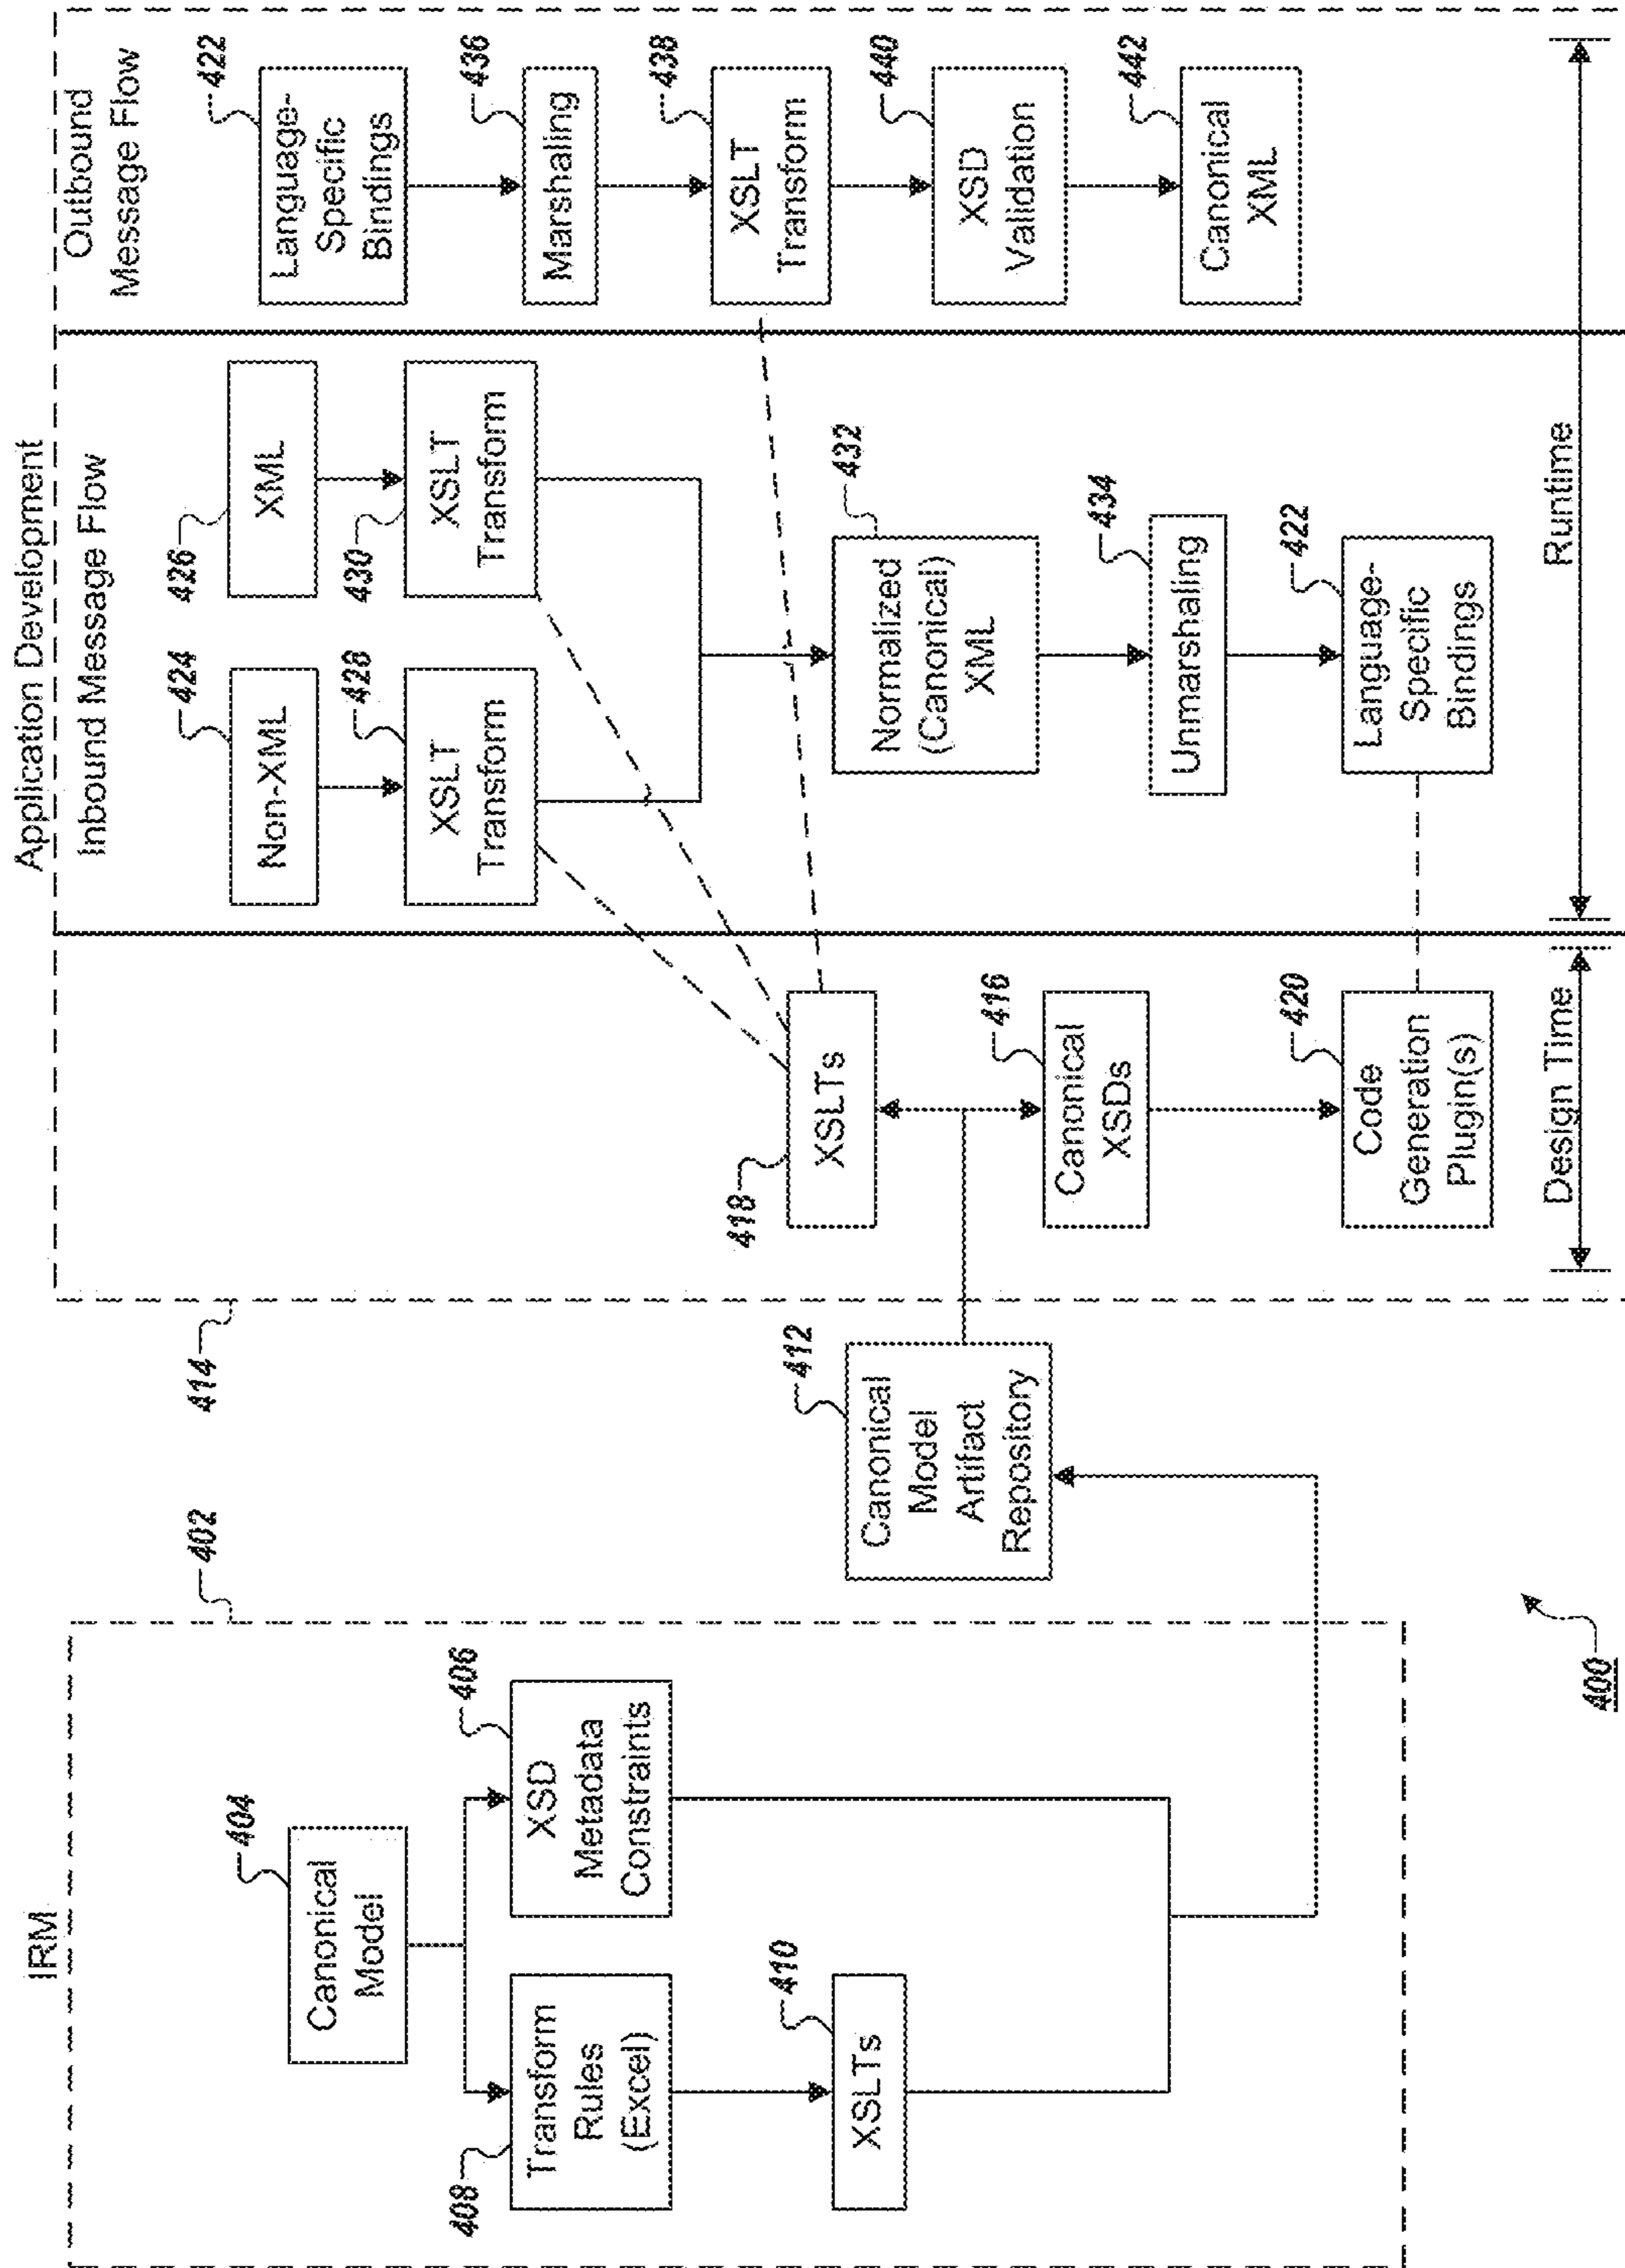 IRM
402
404
Canonical
Model
408
Transform
Rules
(Excel)
406
XSD
Metadata
Constraints
410
XSLTs
400
412
Canonical
Model
Artifact
Repository
414
Application Development
418
XSLTs
416
Canonical
XSDs
420
Code
Generation
Plugin(s)
Design Time
Inbound Message Flow
424
Non-XML
426
XML
428
XSLT
Transform
430
XSLT
Transform
432
Normalized
(Canonical)
XML
434
Unmarshaling
422
Language-
Specific
Bindings
Runtime
Outbound
Message Flow
422
Language-
Specific
Bindings
436
Marshaling
438
XSLT
Transform
440
XSD
Validation
442
Canonical
XML